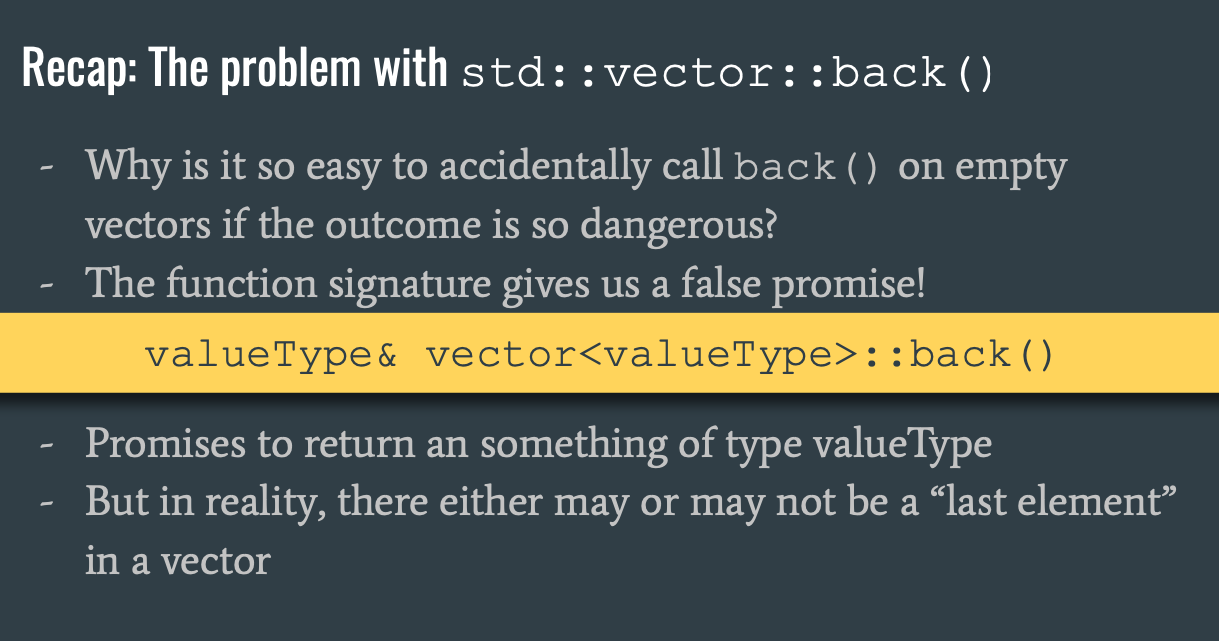 Recap: The problem with std::vector::back()
- Why is it so easy to accidentally call back() on empty
vectors if the outcome is so dangerous?
- The function signature gives us a false promise!
valueType& vector<valueType>::back()
- Promises to return an something of type valueType
- But in reality, there either may or may not be a “last element”
in a vector